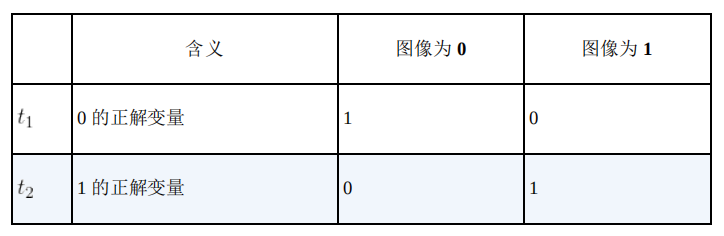 含义 图像为 0 图像为 1
t₁ 0 的正解变量 1 0
t₂ 1 的正解变量 0 1